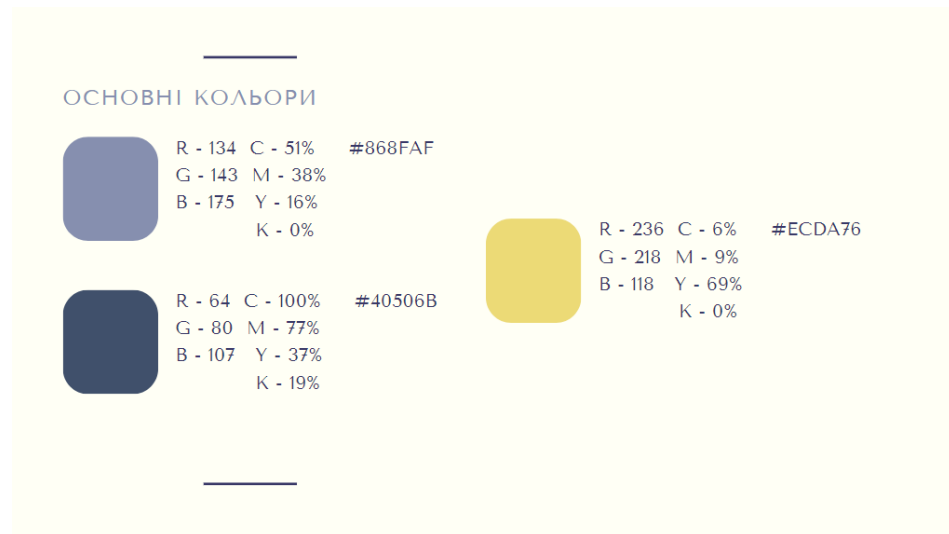 ОСНОВНІ КОЛЬОРИ
R - 134 C - 51% #868FAF
G - 143 M - 38%
B - 175 Y - 16%
K - 0%
R - 64 C - 100% #40506B
G - 80 M - 77%
B - 107 Y - 37%
K - 19%
R - 236 C - 6% #ECDA76
G - 218 M - 9%
B - 118 Y - 69%
K - 0%